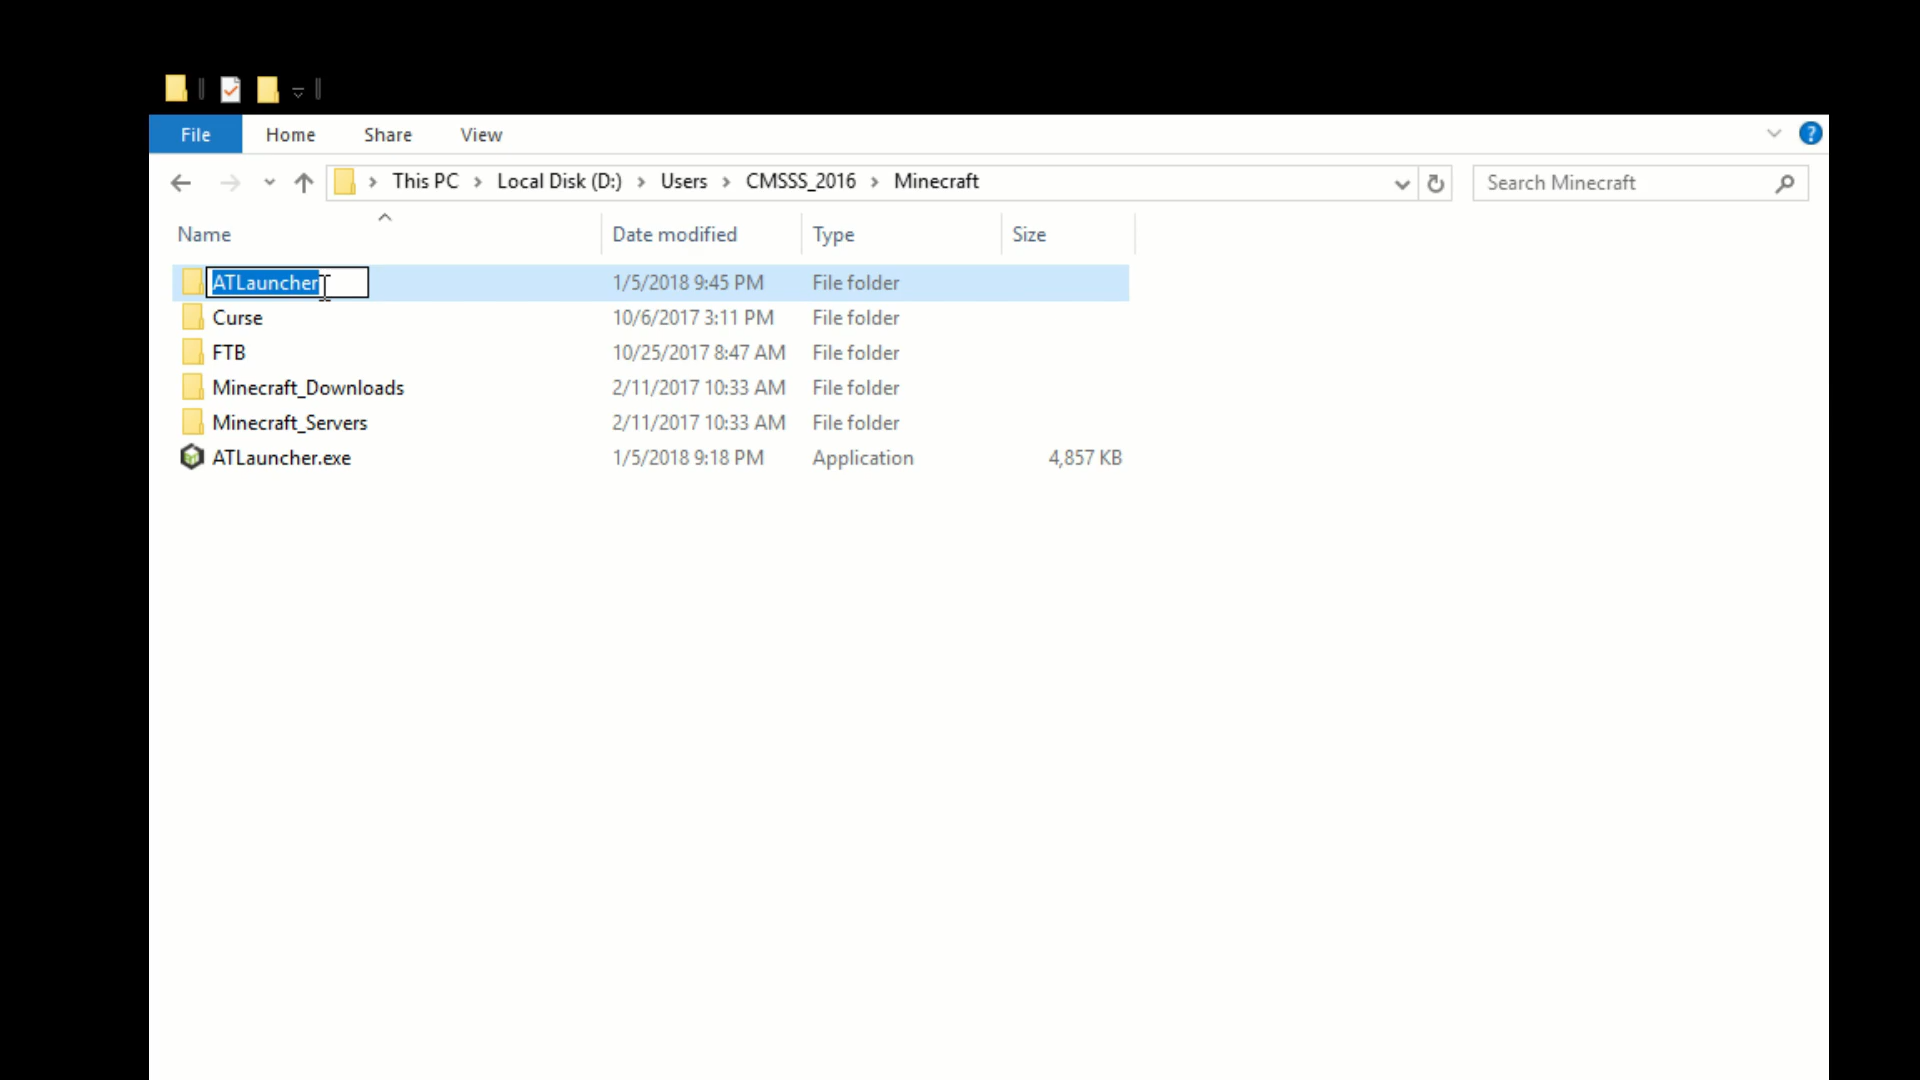 File Home Share View ?
This PC > Local Disk (D:) > Users > CMSSS_2016 > Minecraft Search Minecraft
Name Date modified Type Size
ATLauncher 1/5/2018 9:45 PM File folder
Curse 10/6/2017 3:11 PM File folder
FTB 10/25/2017 8:47 AM File folder
Minecraft_Downloads 2/11/2017 10:33 AM File folder
Minecraft_Servers 2/11/2017 10:33 AM File folder
ATLauncher.exe 1/5/2018 9:18 PM Application 4,857 KB